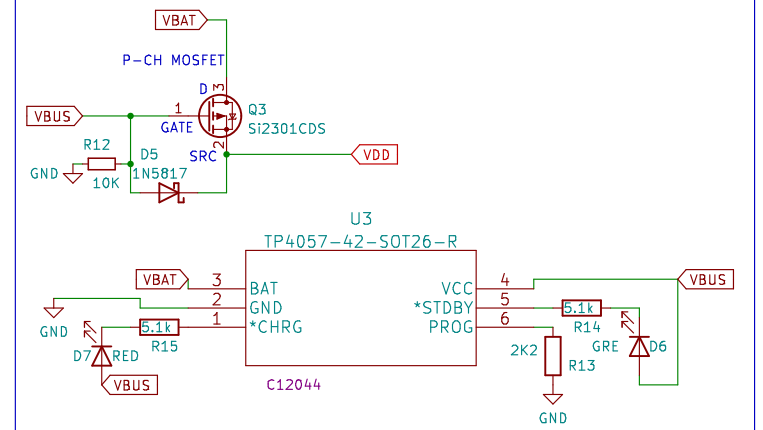 VBAT
P-CH MOSFET
D
3
VBUS
1
Q3
GATE
Si2301CDS
R12
D5
SRC
2
VDD
GND
1N5817
10K
U3
TP4057-42-SOT26-R
VBAT
3
BAT
VCC
4
VBUS
2
GND
*STDBY
5
5.1k
GND
5.1k
1
*CHRG
PROG
6
R14
R15
D7
RED
2K2
R13
GRE
D6
VBUS
C12044
GND